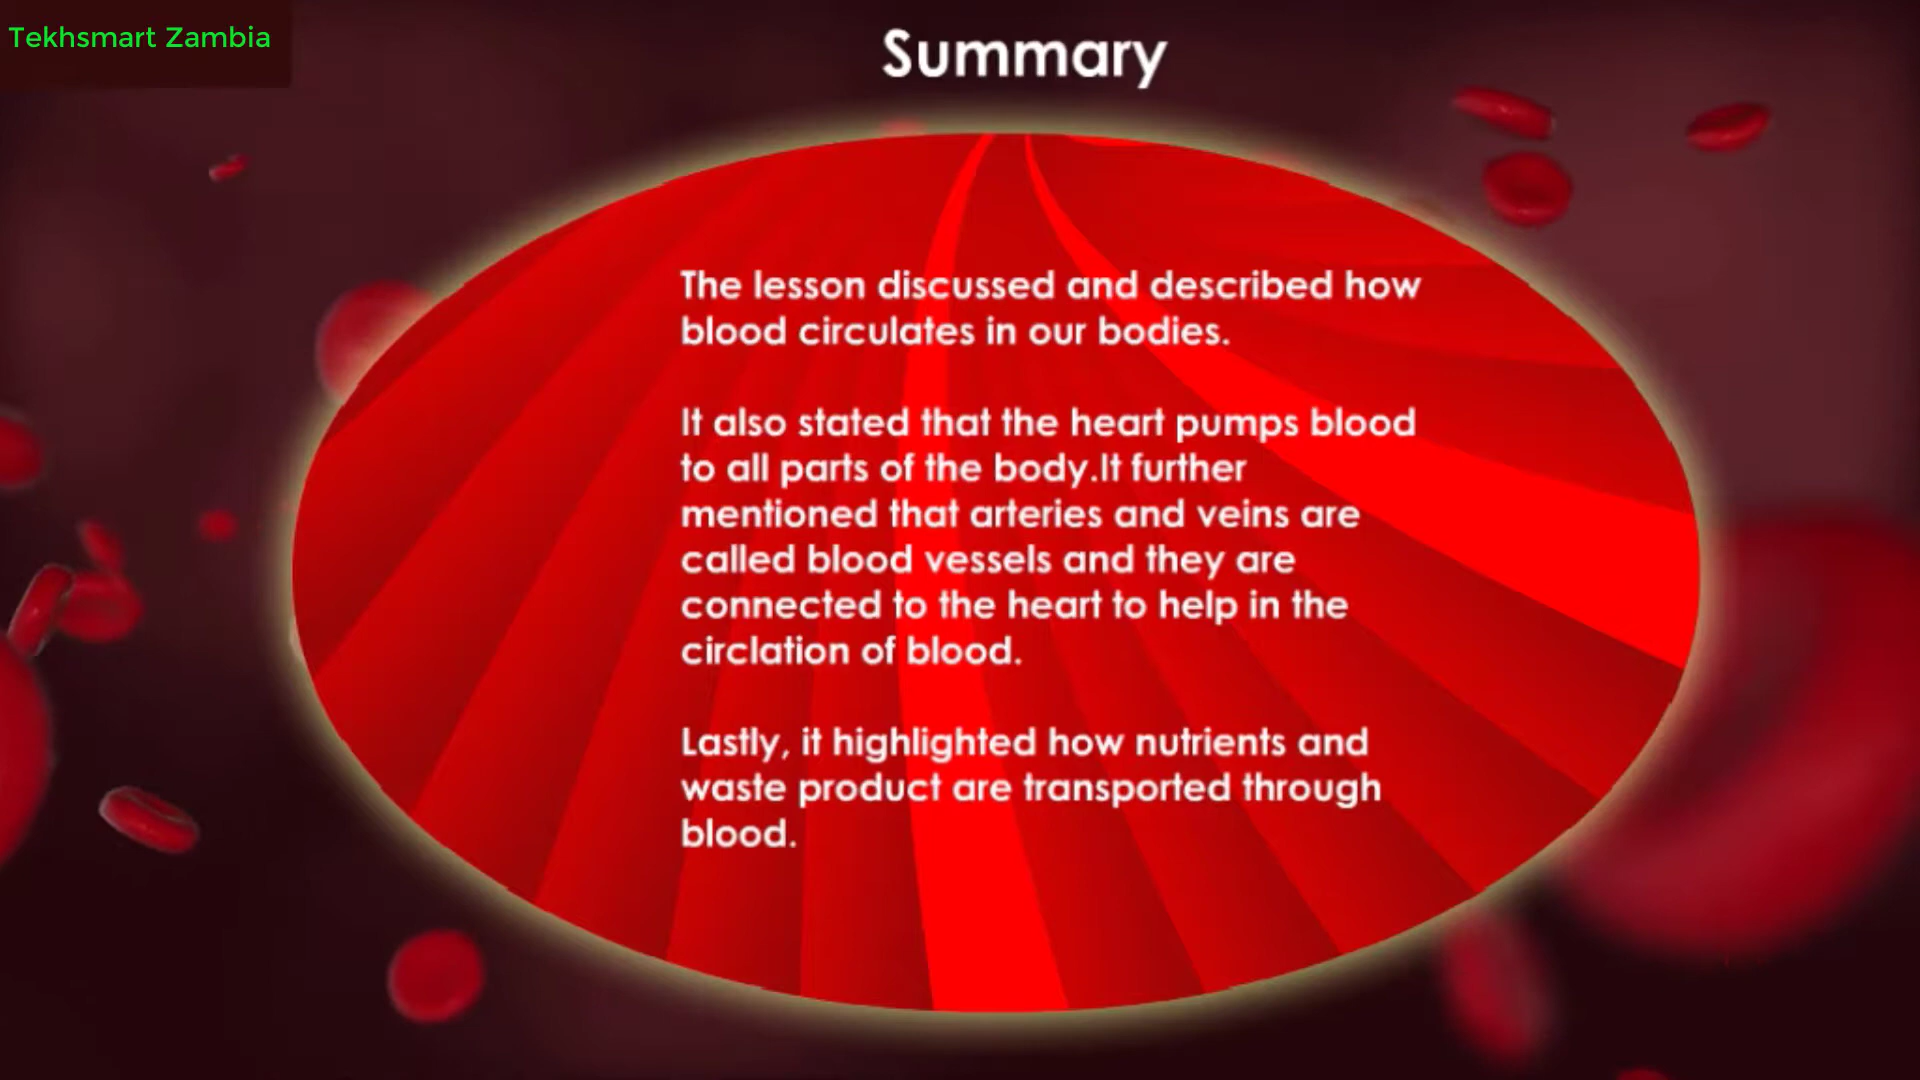 Tekhsmart Zambia
Summary
The lesson discussed and described how
blood circulates in our bodies.
It also stated that the heart pumps blood
to all parts of the body.It further
mentioned that arteries and veins are
called blood vessels and they are
connected to the heart to help in the
circlation of blood.
Lastly, it highlighted how nutrients and
waste product are transported through
blood.